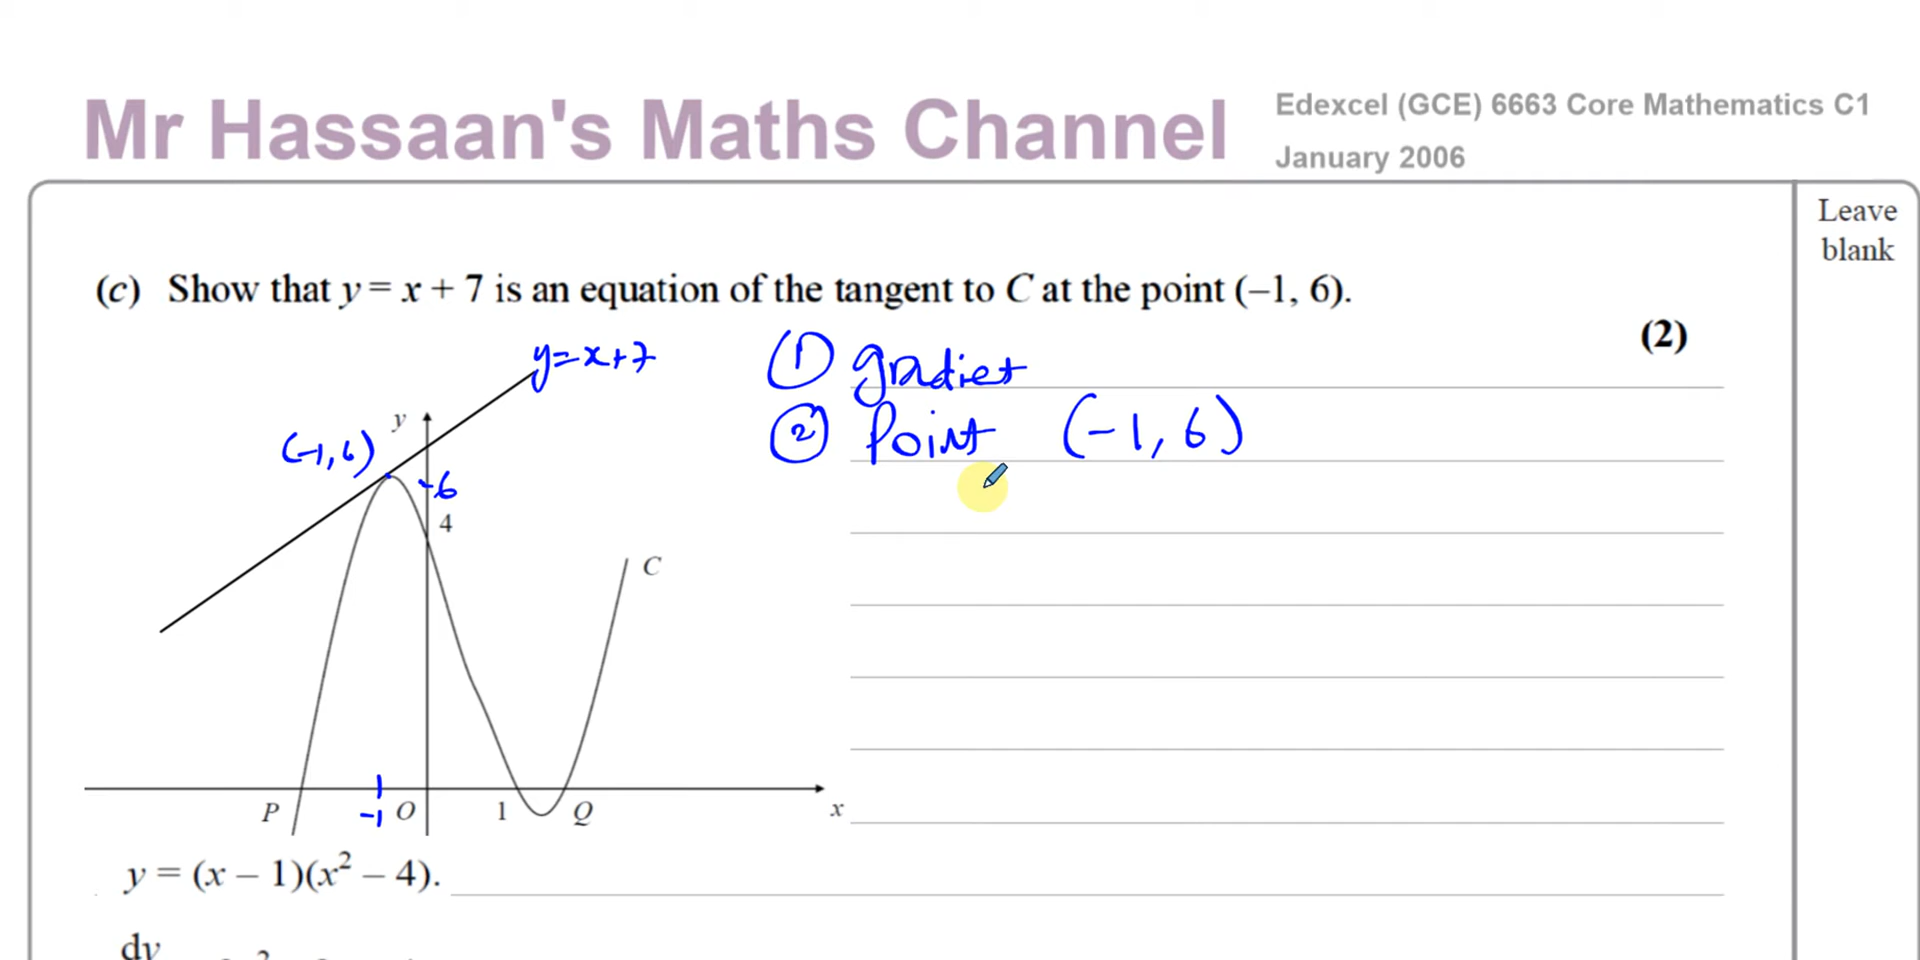 Mr Hassaan's Maths Channel
Edexcel (GCE) 6663 Core Mathematics C1
January 2006
Leave
blank
(c) Show that y = x + 7 is an equation of the tangent to C at the point (–1, 6).
(2)
y=x+7
① gradiet
② Point (-1, 6)
(-1, 6)
y
-6
4
C
P
-1
O
1
Q
x
y = (x – 1)(x² – 4).
dy